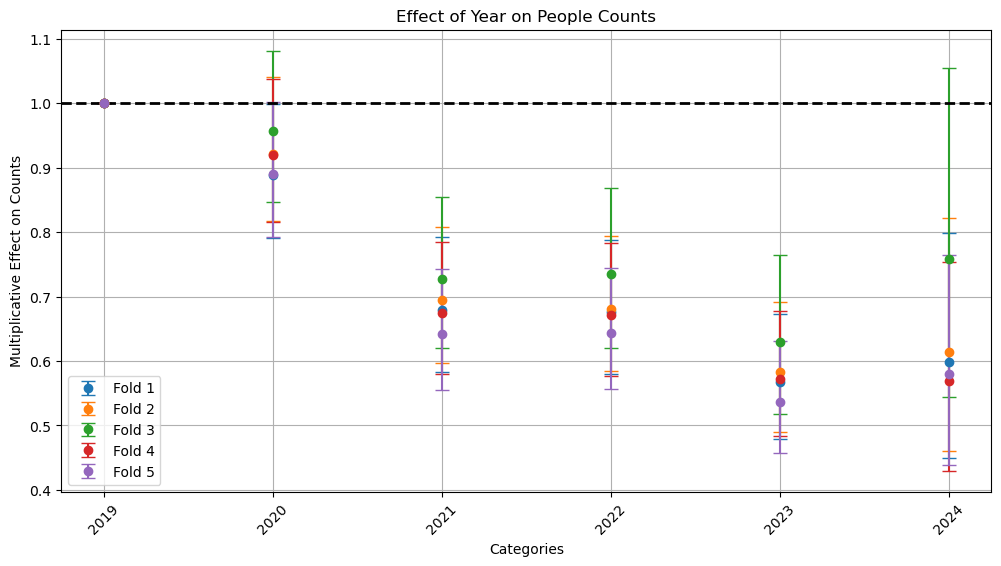 Effect of Year on People Counts
Multiplicative Effect on Counts
1.1
1.0
0.9
0.8
0.7
0.6
0.5
0.4
Fold 1
Fold 2
Fold 3
Fold 4
Fold 5
2019
2020
2021
2022
2023
2024
Categories